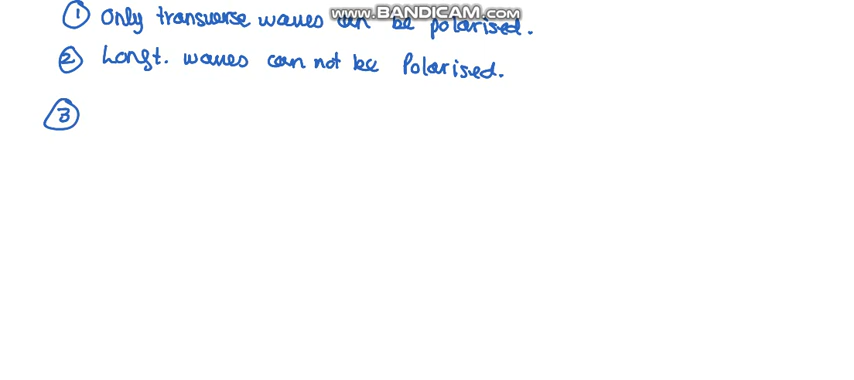 ① Only transverse waves can be polarised.
www.BANDICAM.com
② Longt. waves can not be Polarised.
③